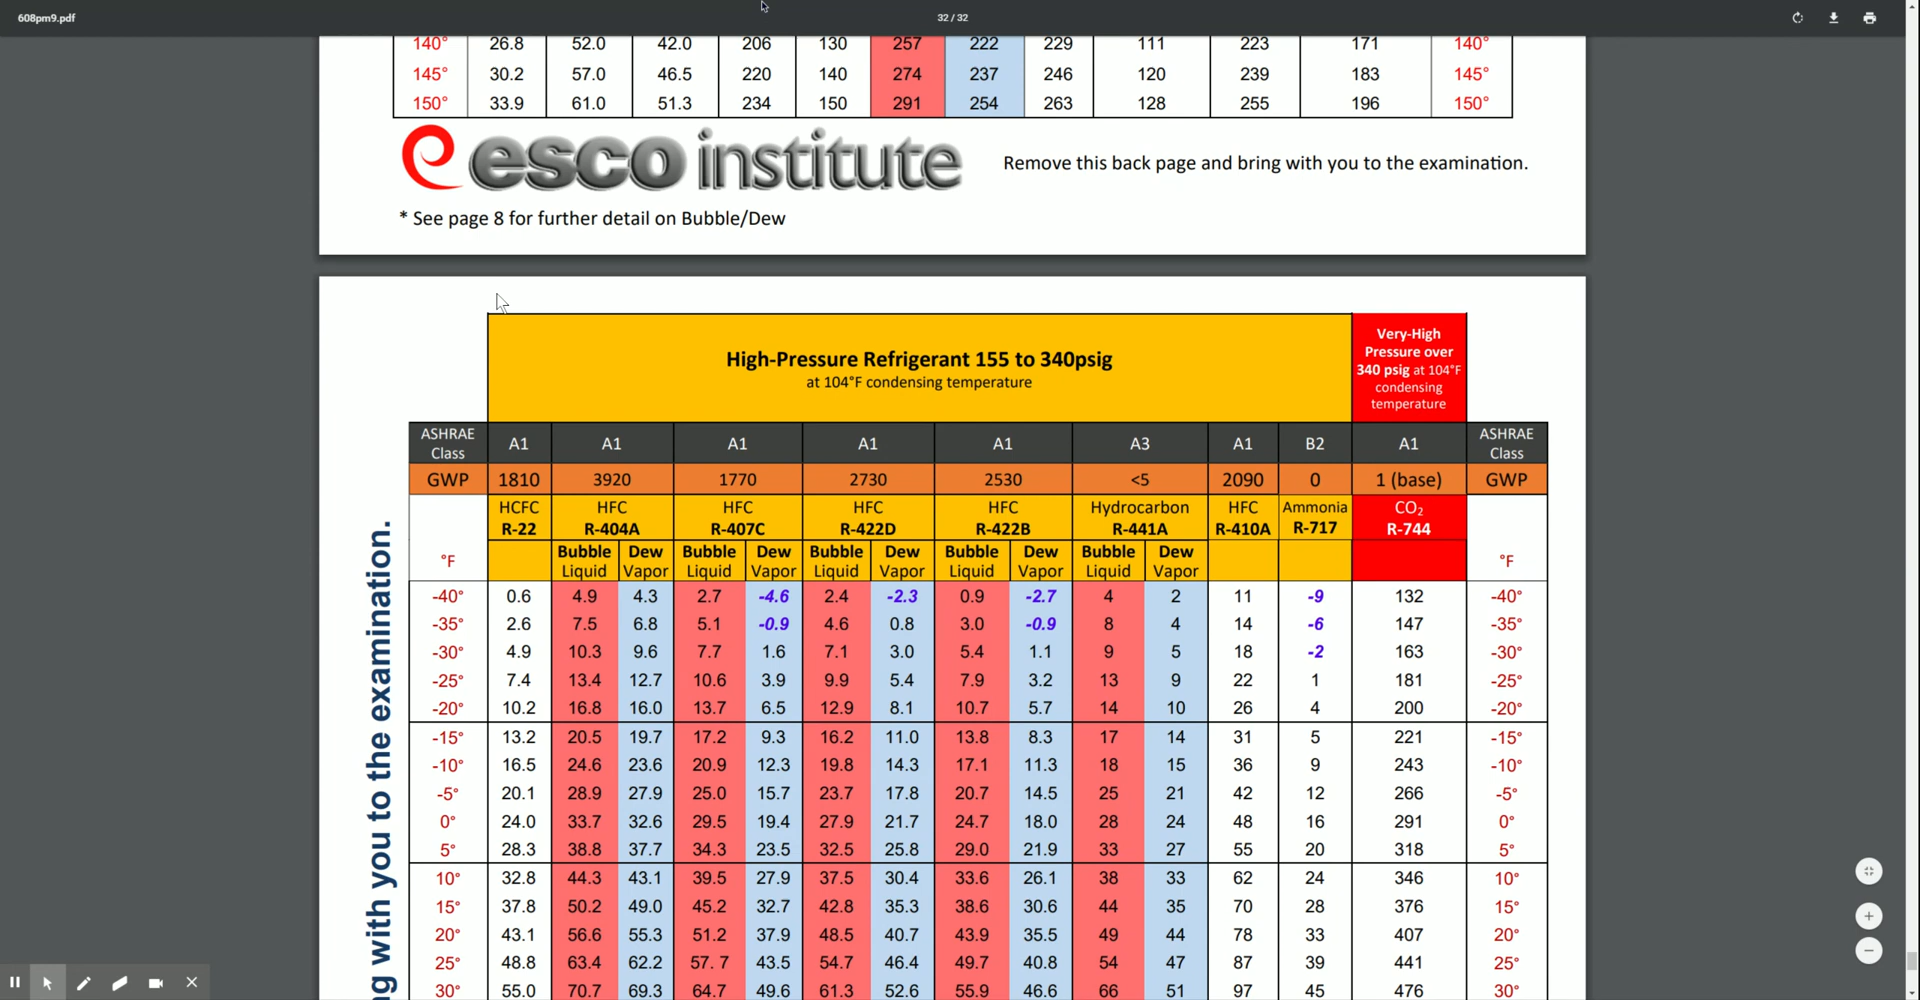 608pm9.pdf
32 / 32
140° 26.8 52.0 42.0 206 130 257 222 229 111 223 171 140°
145° 30.2 57.0 46.5 220 140 274 237 246 120 239 183 145°
150° 33.9 61.0 51.3 234 150 291 254 263 128 255 196 150°
esco institute
Remove this back page and bring with you to the examination.
* See page 8 for further detail on Bubble/Dew
High-Pressure Refrigerant 155 to 340psig
at 104°F condensing temperature
Very-High
Pressure over
340 psig at 104°F
condensing
temperature
ASHRAE Class A1 A1 A1 A1 A1 A3 A1 B2 A1 ASHRAE Class
GWP 1810 3920 1770 2730 2530 <5 2090 0 1 (base) GWP
HCFC HFC HFC HFC HFC Hydrocarbon HFC Ammonia CO₂
R-22 R-404A R-407C R-422D R-422B R-441A R-410A R-717 R-744
Bubble Dew Bubble Dew Bubble Dew Bubble Dew Bubble Dew
°F Liquid Vapor Liquid Vapor Liquid Vapor Liquid Vapor Liquid Vapor °F
-40° 0.6 4.9 4.3 2.7 -4.6 2.4 -2.3 0.9 -2.7 4 2 11 -9 132 -40°
-35° 2.6 7.5 6.8 5.1 -0.9 4.6 0.8 3.0 -0.9 8 4 14 -6 147 -35°
-30° 4.9 10.3 9.6 7.7 1.6 7.1 3.0 5.4 1.1 9 5 18 -2 163 -30°
-25° 7.4 13.4 12.7 10.6 3.9 9.9 5.4 7.9 3.2 13 9 22 1 181 -25°
-20° 10.2 16.8 16.0 13.7 6.5 12.9 8.1 10.7 5.7 14 10 26 4 200 -20°
-15° 13.2 20.5 19.7 17.2 9.3 16.2 11.0 13.8 8.3 17 14 31 5 221 -15°
-10° 16.5 24.6 23.6 20.9 12.3 19.8 14.3 17.1 11.3 18 15 36 9 243 -10°
-5° 20.1 28.9 27.9 25.0 15.7 23.7 17.8 20.7 14.5 25 21 42 12 266 -5°
0° 24.0 33.7 32.6 29.5 19.4 27.9 21.7 24.7 18.0 28 24 48 16 291 0°
5° 28.3 38.8 37.7 34.3 23.5 32.5 25.8 29.0 21.9 33 27 55 20 318 5°
10° 32.8 44.3 43.1 39.5 27.9 37.5 30.4 33.6 26.1 38 33 62 24 346 10°
15° 37.8 50.2 49.0 45.2 32.7 42.8 35.3 38.6 30.6 44 35 70 28 376 15°
20° 43.1 56.6 55.3 51.2 37.9 48.5 40.7 43.9 35.5 49 44 78 33 407 20°
25° 48.8 63.4 62.2 57. 7 43.5 54.7 46.4 49.7 40.8 54 47 87 39 441 25°
30° 55.0 70.7 69.3 64.7 49.6 61.3 52.6 55.9 46.6 66 51 97 45 476 30°
ng with you to the examination.